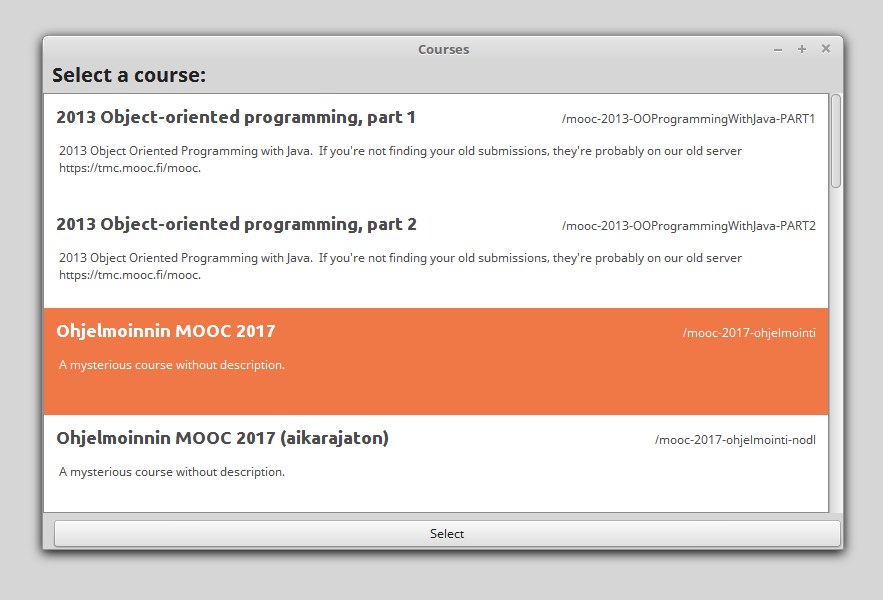 Courses
Select a course:
2013 Object-oriented programming, part 1 /mooc-2013-OOProgrammingWithJava-PART1
2013 Object Oriented Programming with Java.  If you're not finding your old submissions, they're probably on our old server
https://tmc.mooc.fi/mooc.
2013 Object-oriented programming, part 2 /mooc-2013-OOProgrammingWithJava-PART2
2013 Object Oriented Programming with Java.  If you're not finding your old submissions, they're probably on our old server
https://tmc.mooc.fi/mooc.
Ohjelmoinnin MOOC 2017 /mooc-2017-ohjelmointi
A mysterious course without description.
Ohjelmoinnin MOOC 2017 (aikarajaton) /mooc-2017-ohjelmointi-nodl
A mysterious course without description.
Select